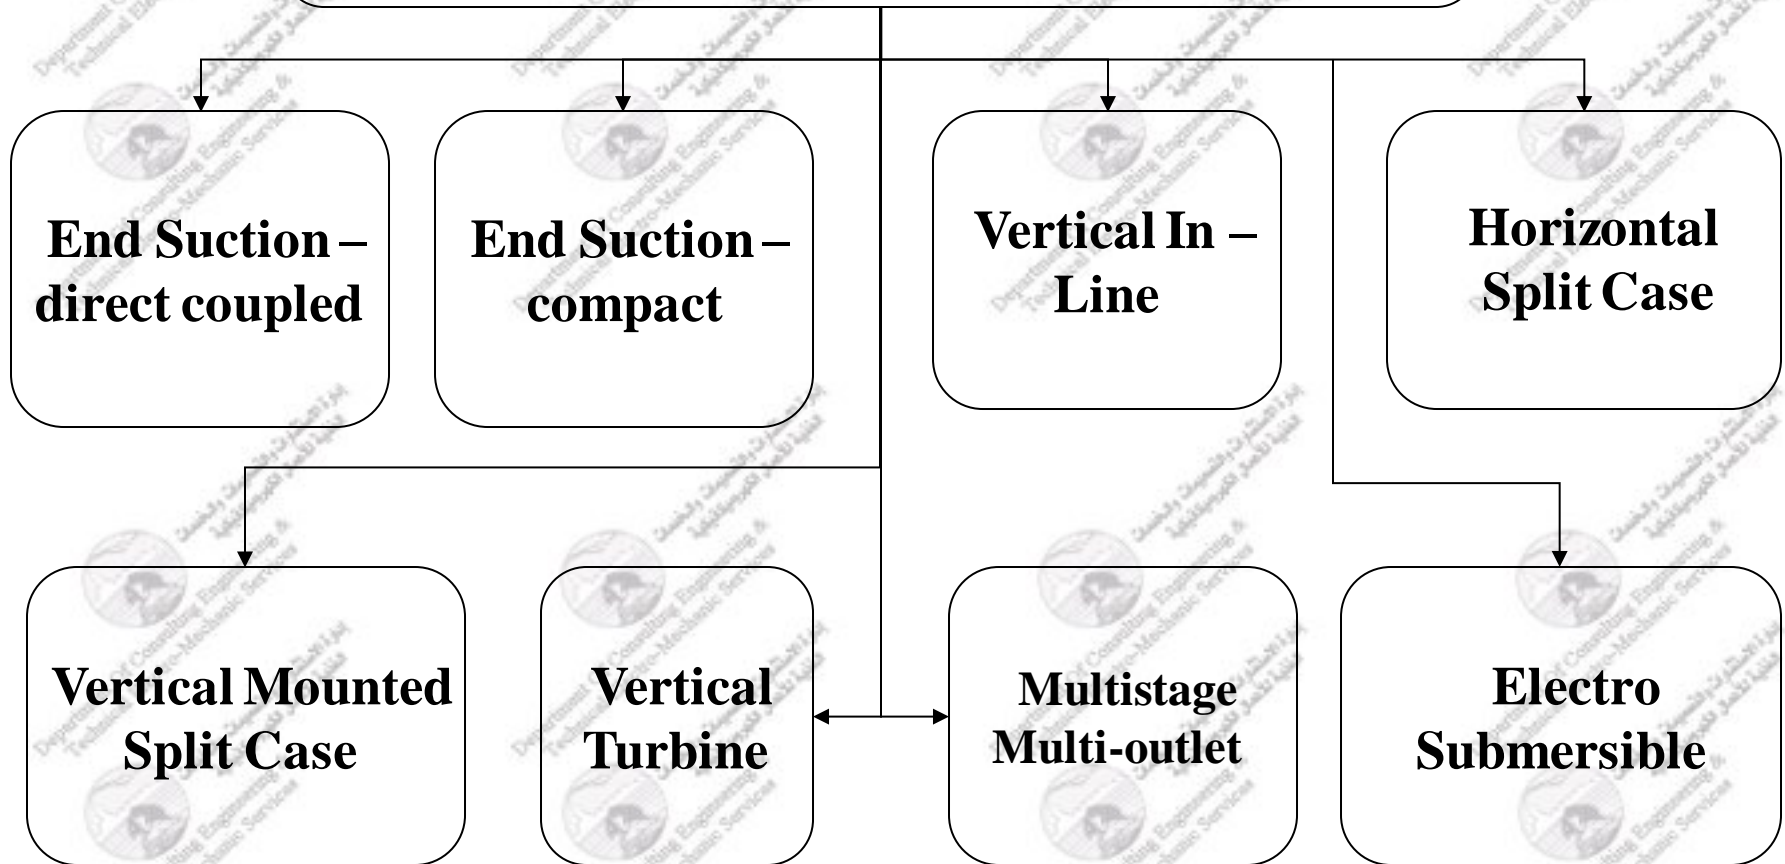 End Suction –
direct coupled
End Suction –
compact
Vertical In –
Line
Horizontal
Split Case
Vertical Mounted
Split Case
Vertical
Turbine
Multistage
Multi-outlet
Electro
Submersible